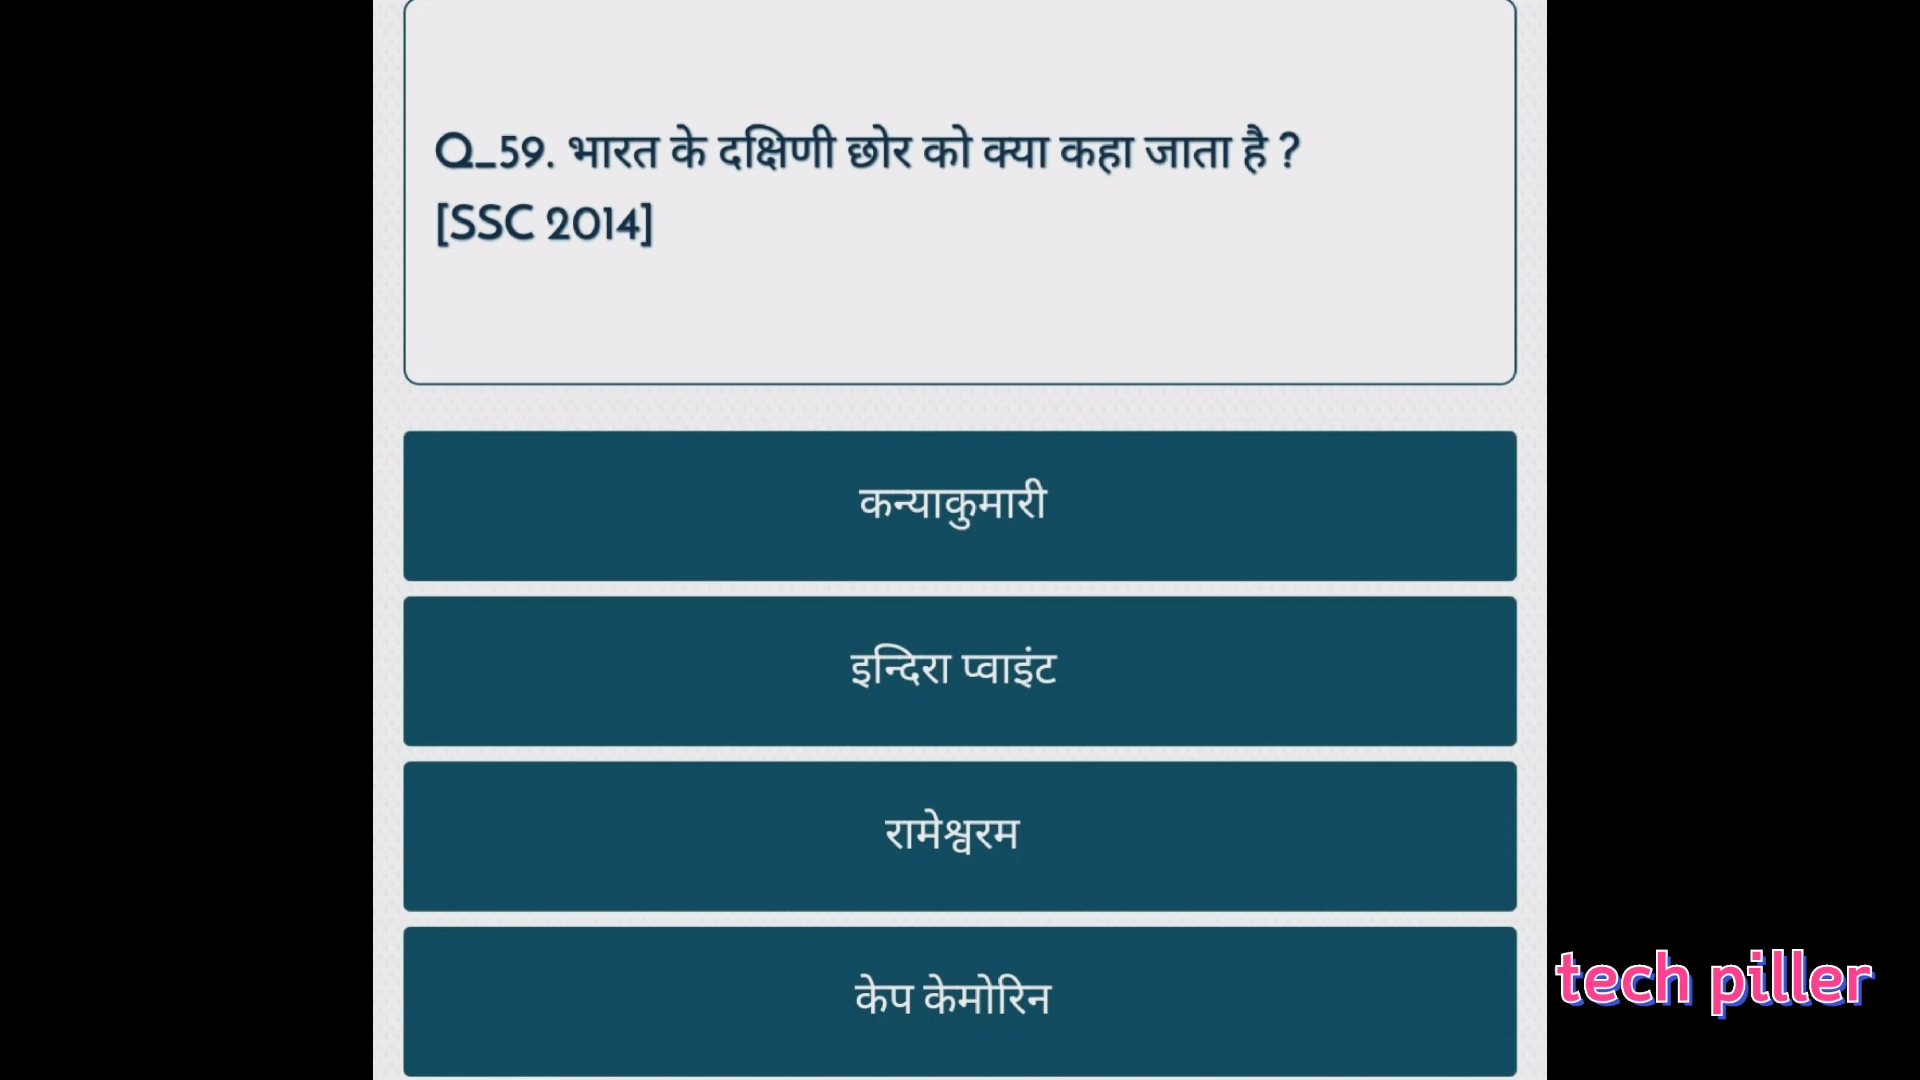 Q_59. भारत के दक्षिणी छोर को क्या कहा जाता है ?
[SSC 2014]
कन्याकुमारी
इन्दिरा प्वाइंट
रामेश्वरम
केप केमोरिन
tech piller